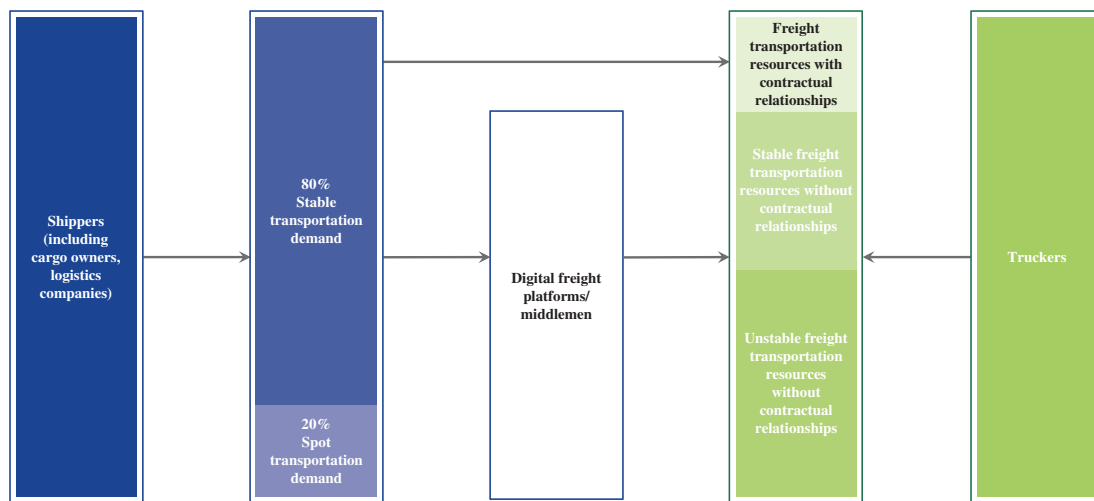 Shippers
(including
cargo owners,
logistics
companies)
80%
Stable
transportation
demand
20%
Spot
transportation
demand
Digital freight
platforms/
middlemen
Freight
transportation
resources with
contractual
relationships
Stable freight
transportation
resources without
contractual
relationships
Unstable freight
transportation
resources
without
contractual
relationships
Truckers